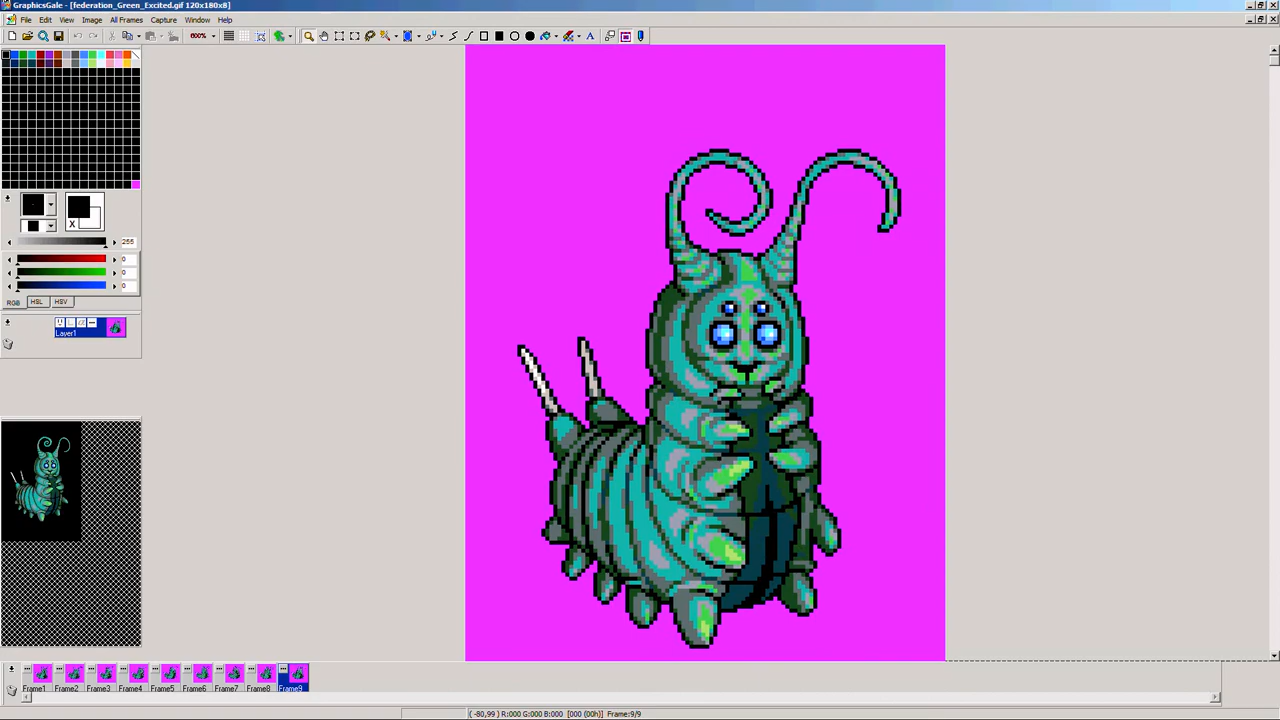 GraphicsGale - [federation_Green_Excited.gif 120x180x8]
File Edit View Image All Frames Capture Window Help
600%
A
X
255
0
0
0
RGB HSL HSV
Layer1
Frame1 Frame2 Frame3 Frame4 Frame5 Frame6 Frame7 Frame8 Frame9
( -80,99 ) R:000 G:000 B:000 [000 (00h)] Frame:9/9